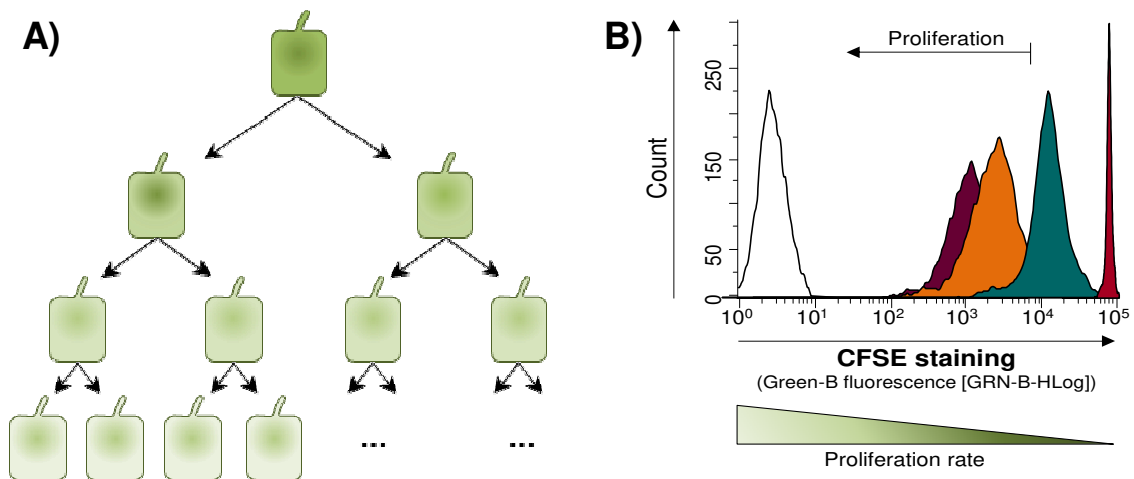 A)
....
....
B)
Proliferation
Count
250
150
50
0
10⁰ 10¹ 10² 10³ 10⁴ 10⁵
CFSE staining
(Green-B fluorescence [GRN-B-HLog])
Proliferation rate